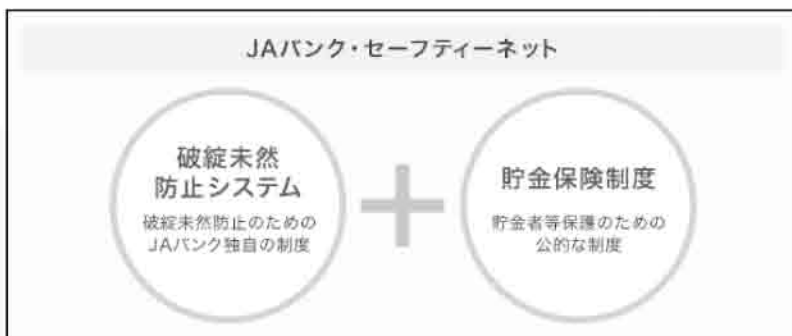 JAバンク・セーフティーネット
破綻未然
防止システム
破綻未然防止のための
JAバンク独自の制度
貯金保険制度
貯金者等保護のための
公的な制度